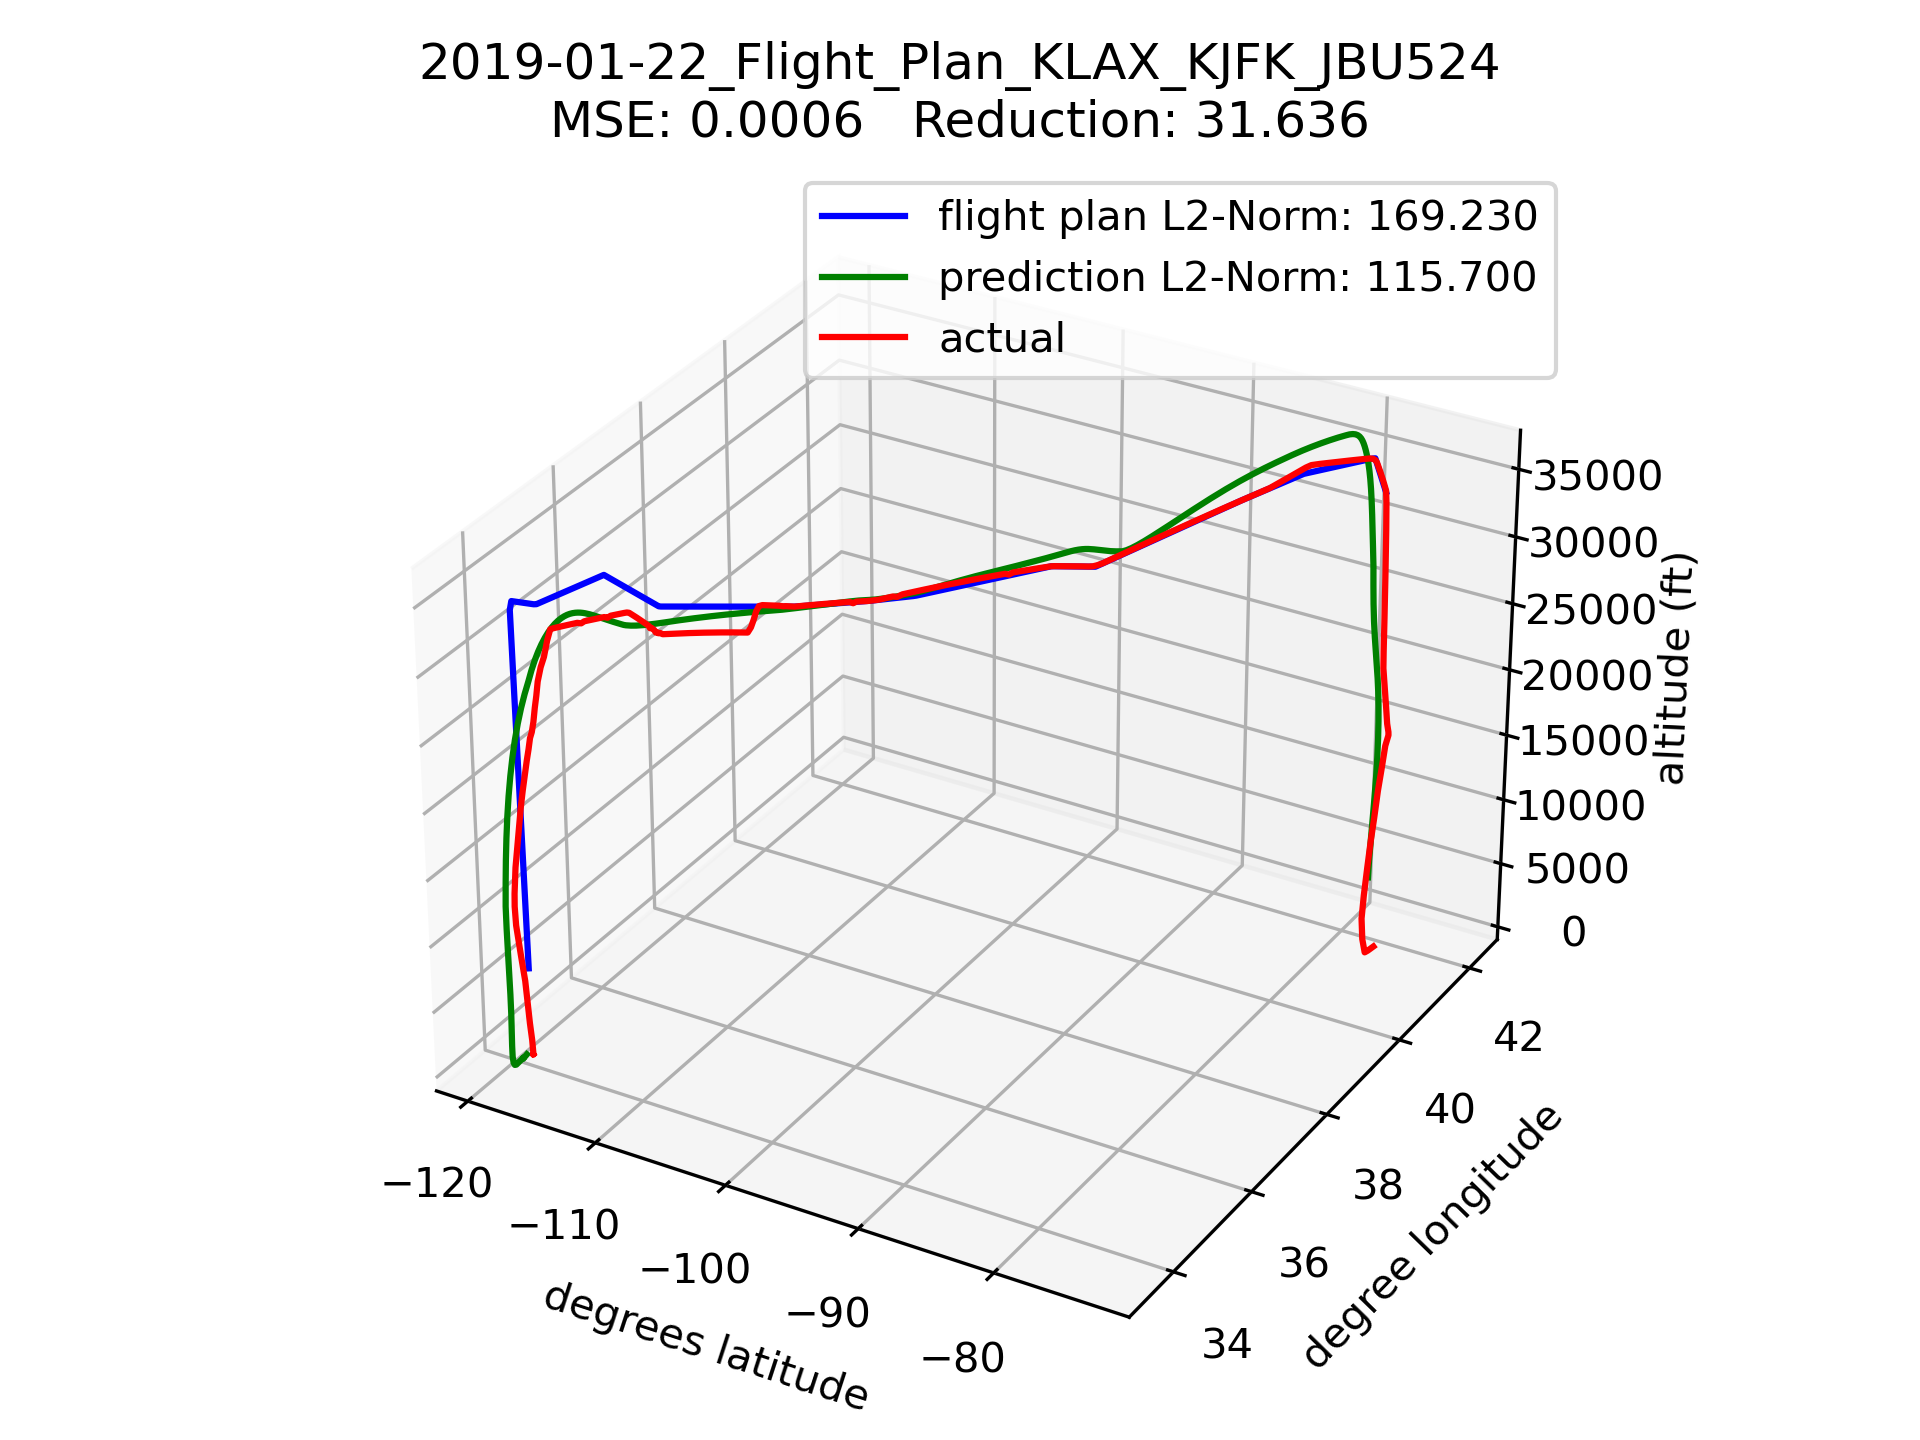 2019-01-22_Flight_Plan_KLAX_KJFK_JBU524
MSE: 0.0006   Reduction: 31.636
flight plan L2-Norm: 169.230
prediction L2-Norm: 115.700
actual
35000
30000
25000
20000
15000
10000
5000
0
altitude (ft)
42
40
38
36
34
degree longitude
−120
−110
−100
−90
−80
degrees latitude